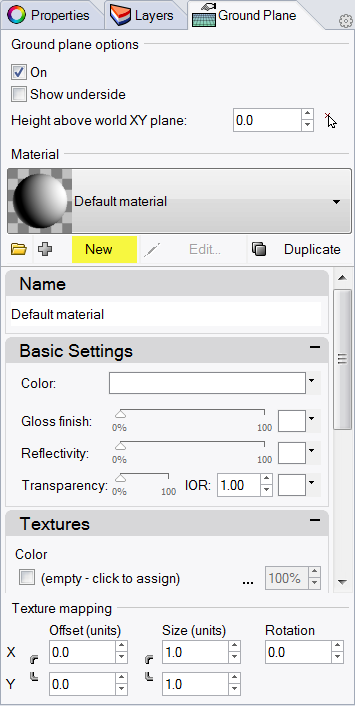 Properties Layers Ground Plane
Ground plane options
On
Show underside
Height above world XY plane: 0.0
Material
Default material
New Edit... Duplicate
Name
Default material
Basic Settings
Color:
Gloss finish: 0% 100
Reflectivity: 0% 100
Transparency: 0% 100 IOR: 1.00
Textures
Color
(empty - click to assign) ... 100%
Texture mapping
Offset (units) Size (units) Rotation
X 0.0 1.0 0.0
Y 0.0 1.0